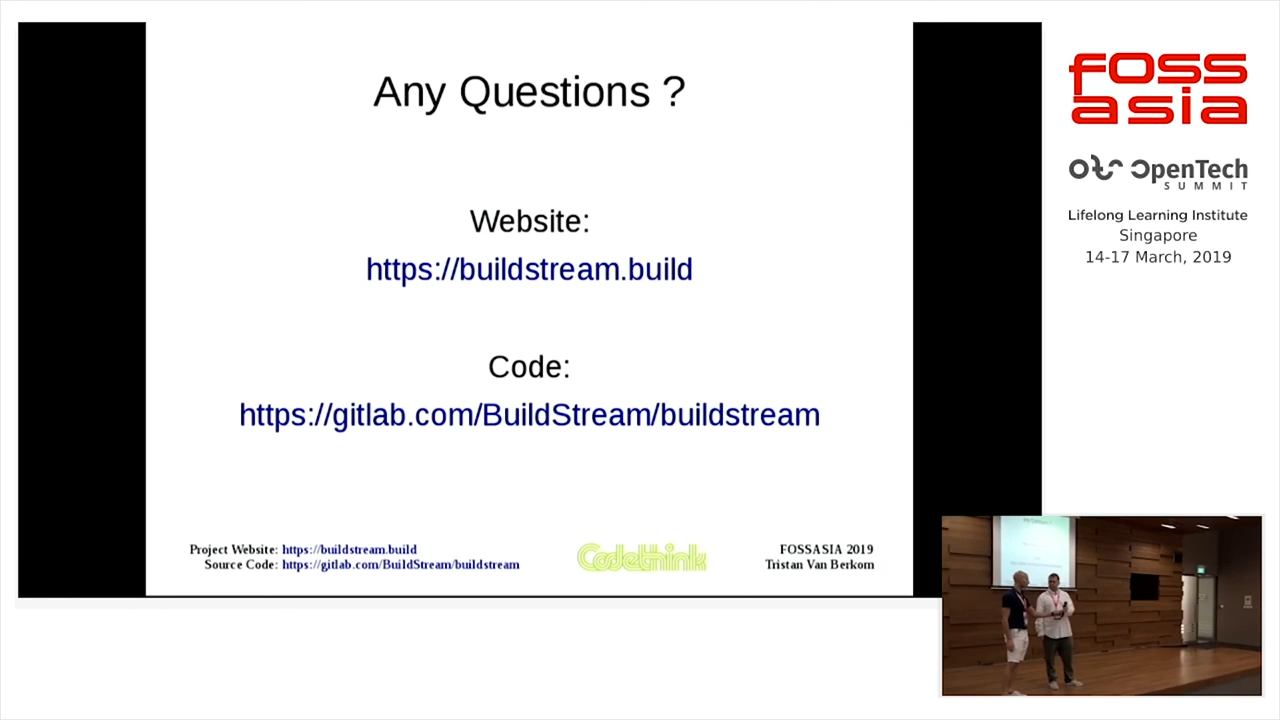 Any Questions ?
Website:
https://buildstream.build
Code:
https://gitlab.com/BuildStream/buildstream
Project Website: https://buildstream.build
Source Code: https://gitlab.com/BuildStream/buildstream
Codethink
FOSSASIA 2019
Tristan Van Berkom
fOSS
asia
OpenTech
SUMMIT
Lifelong Learning Institute
Singapore
14-17 March, 2019